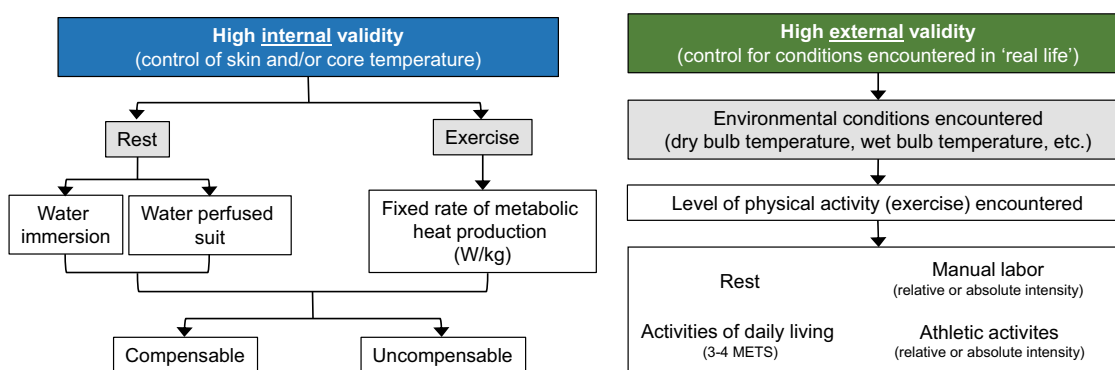 High internal validity
(control of skin and/or core temperature)
Rest
Exercise
Water
immersion
Water perfused
suit
Fixed rate of metabolic
heat production
(W/kg)
Compensable
Uncompensable
High external validity
(control for conditions encountered in ‘real life’)
Environmental conditions encountered
(dry bulb temperature, wet bulb temperature, etc.)
Level of physical activity (exercise) encountered
Rest
Manual labor
(relative or absolute intensity)
Activities of daily living
(3-4 METS)
Athletic activites
(relative or absolute intensity)